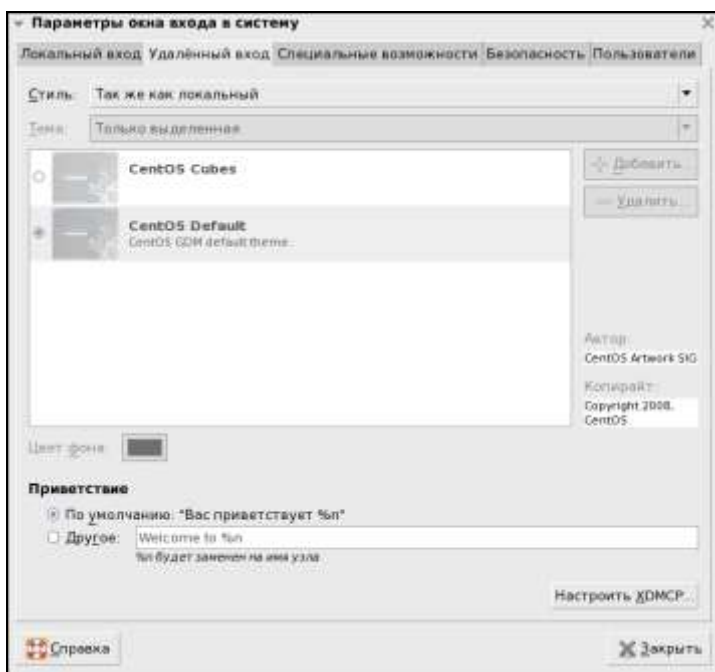 Параметры окна входа в систему
Локальный вход Удалённый вход Специальные возможности Безопасность Пользователи
Стиль: Так же как локальный
Тема: Только выделенная
CentOS Cubes
Добавить...
Удалить...
CentOS Default
CentOS GDM default theme.
Автор:
CentOS Artwork SIG
Копирайт:
Copyright 2008,
CentOS
Цвет фона:
Приветствие
По умолчанию: "Вас приветствует %n"
Другое: Welcome to %n
%n будет заменен на имя узла
Настроить XDMCP...
Справка
Закрыть